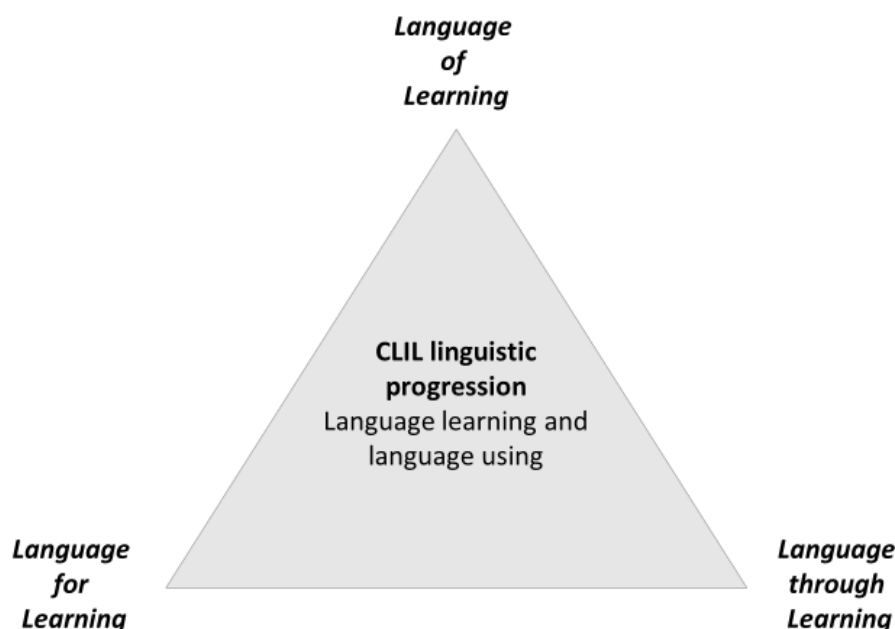 Language
of
Learning
CLIL linguistic
progression
Language learning and
language using
Language
for
Learning
Language
through
Learning